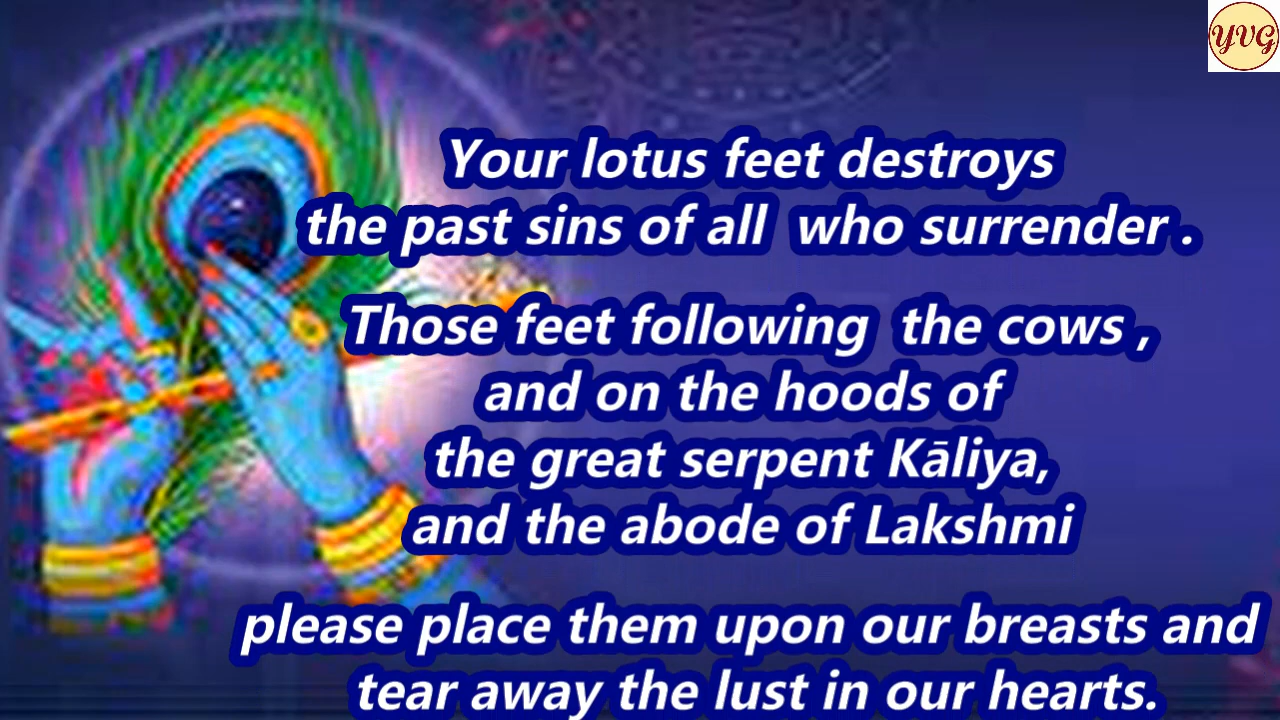 YVG
Your lotus feet destroys
the past sins of all who surrender .
Those feet following the cows ,
and on the hoods of
the great serpent Kāliya,
and the abode of Lakshmi
please place them upon our breasts and
tear away the lust in our hearts.